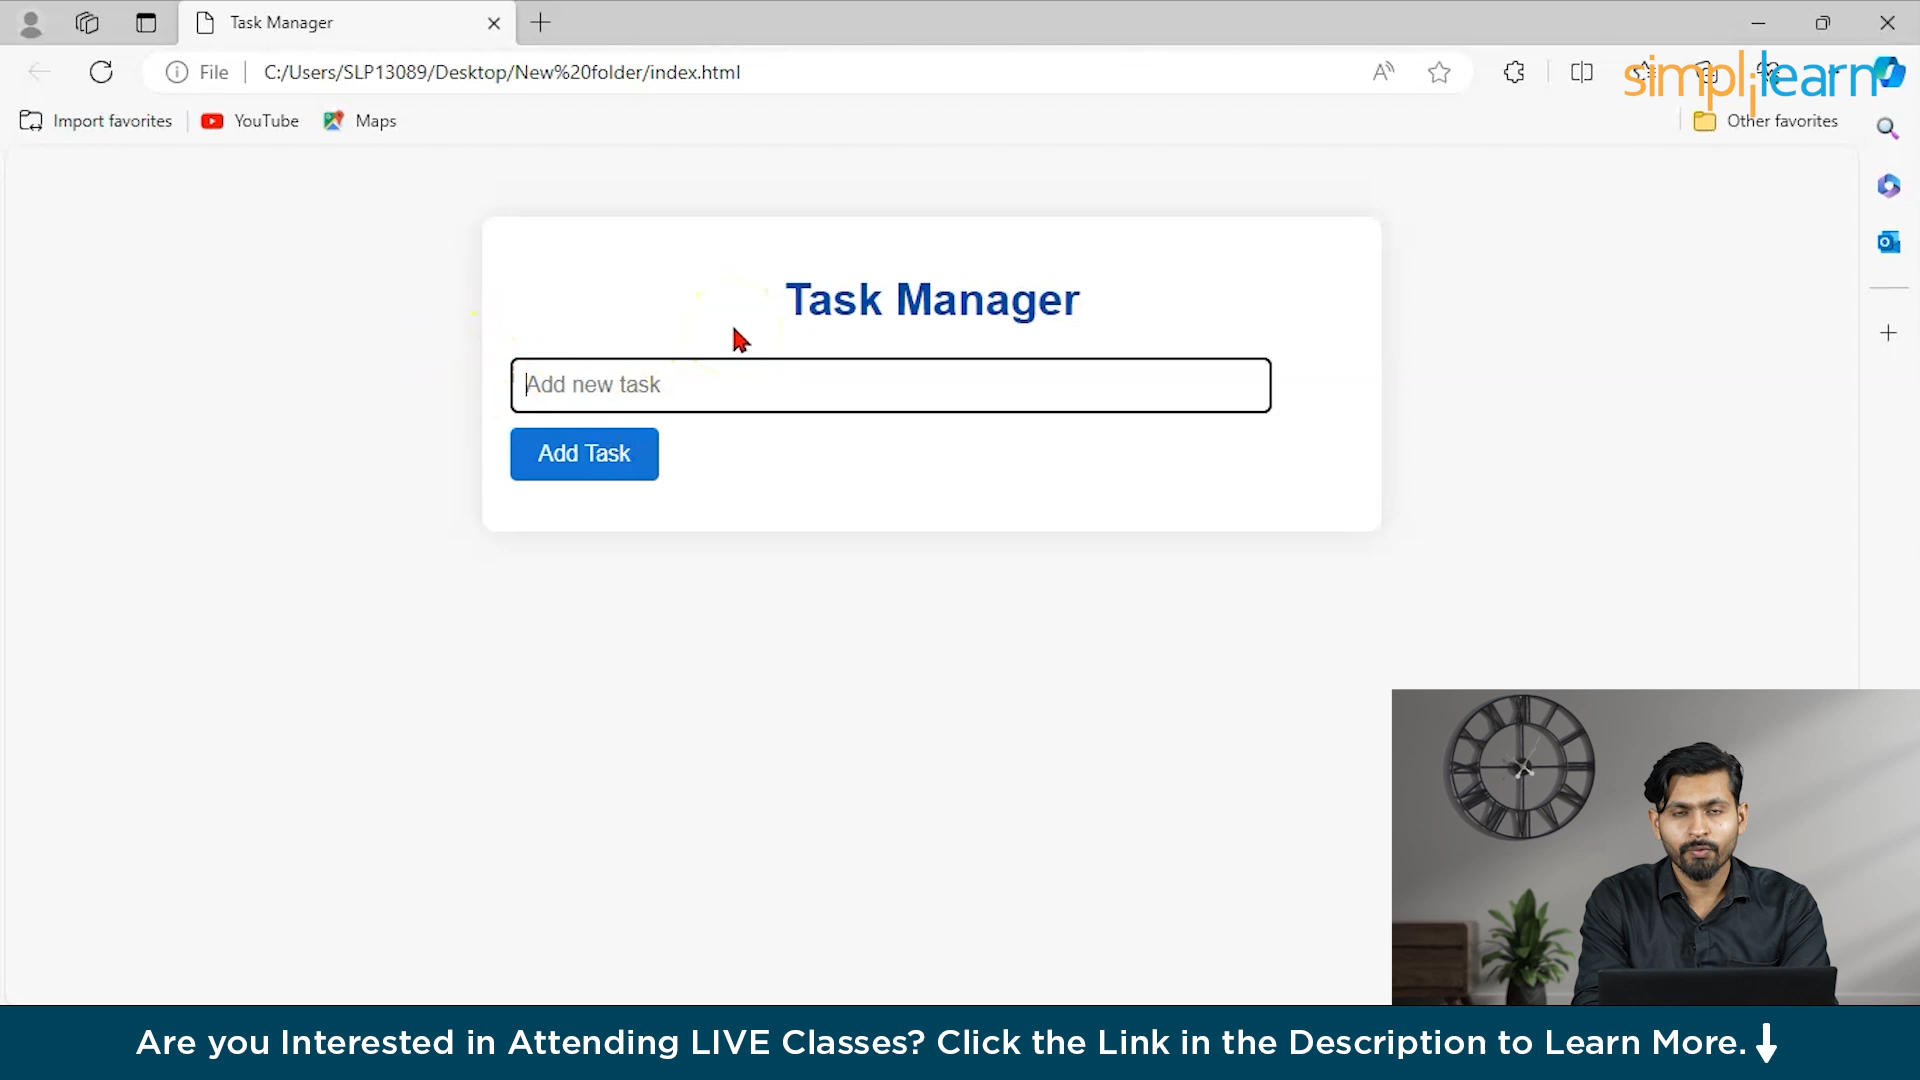 Task Manager
File
C:/Users/SLP13089/Desktop/New%20folder/index.html
simplilearn
Import favorites
YouTube
Maps
Other favorites
Task Manager
Add new task
Add Task
Are you Interested in Attending LIVE Classes? Click the Link in the Description to Learn More.